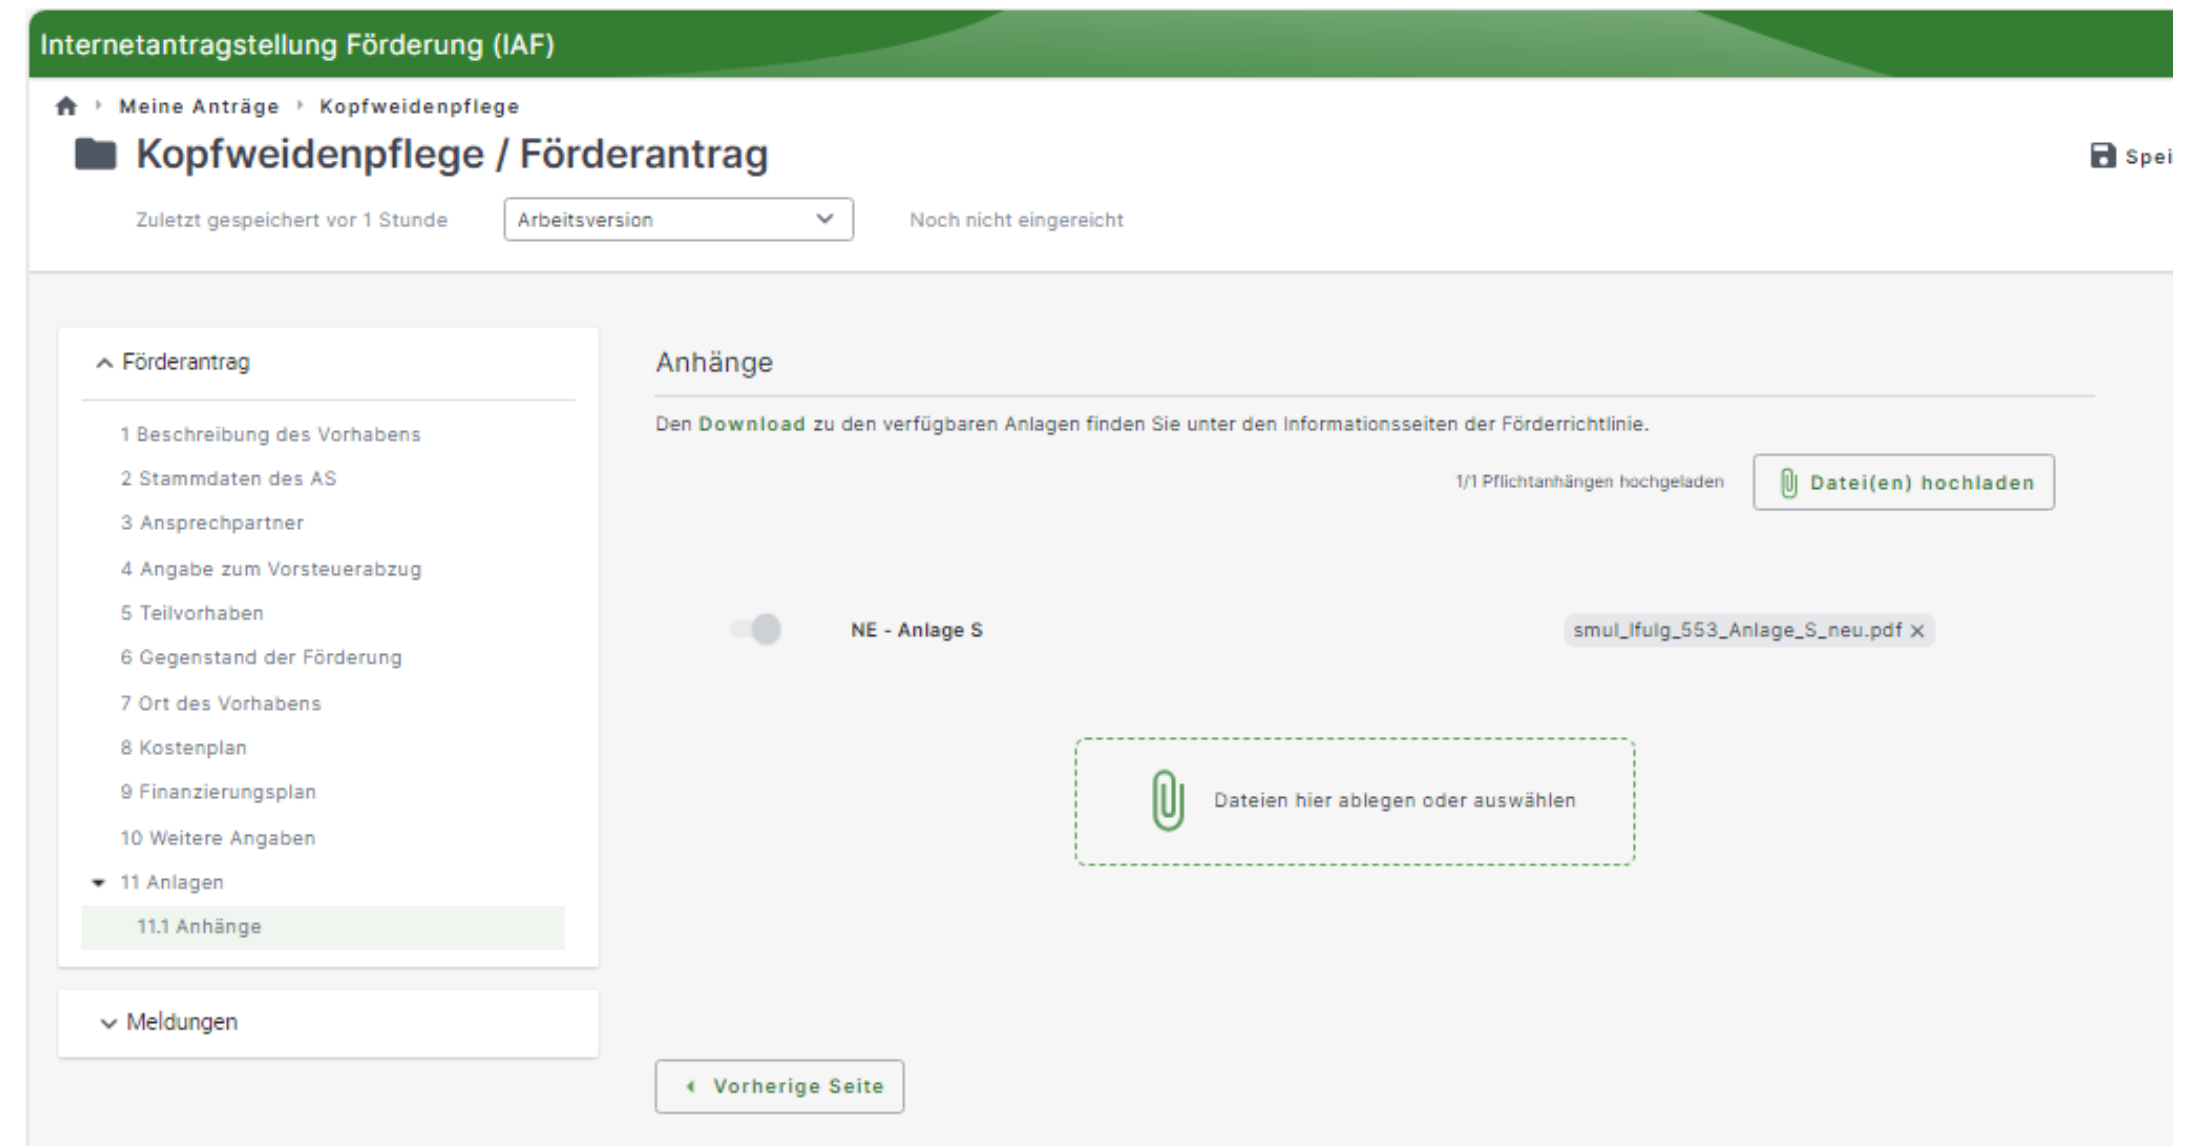 Internetantragstellung Förderung (IAF)
Meine Anträge Kopfweidenpflege
Kopfweidenpflege / Förderantrag
Spei
Zuletzt gespeichert vor 1 Stunde
Arbeitsversion
Noch nicht eingereicht
Förderantrag
1 Beschreibung des Vorhabens
2 Stammdaten des AS
3 Ansprechpartner
4 Angabe zum Vorsteuerabzug
5 Teilvorhaben
6 Gegenstand der Förderung
7 Ort des Vorhabens
8 Kostenplan
9 Finanzierungsplan
10 Weitere Angaben
11 Anlagen
11.1 Anhänge
Meldungen
Anhänge
Den Download zu den verfügbaren Anlagen finden Sie unter den Informationsseiten der Förderrichtlinie.
1/1 Pflichtanhängen hochgeladen
Datei(en) hochladen
NE - Anlage S
smul_lfulg_553_Anlage_S_neu.pdf
Dateien hier ablegen oder auswählen
Vorherige Seite